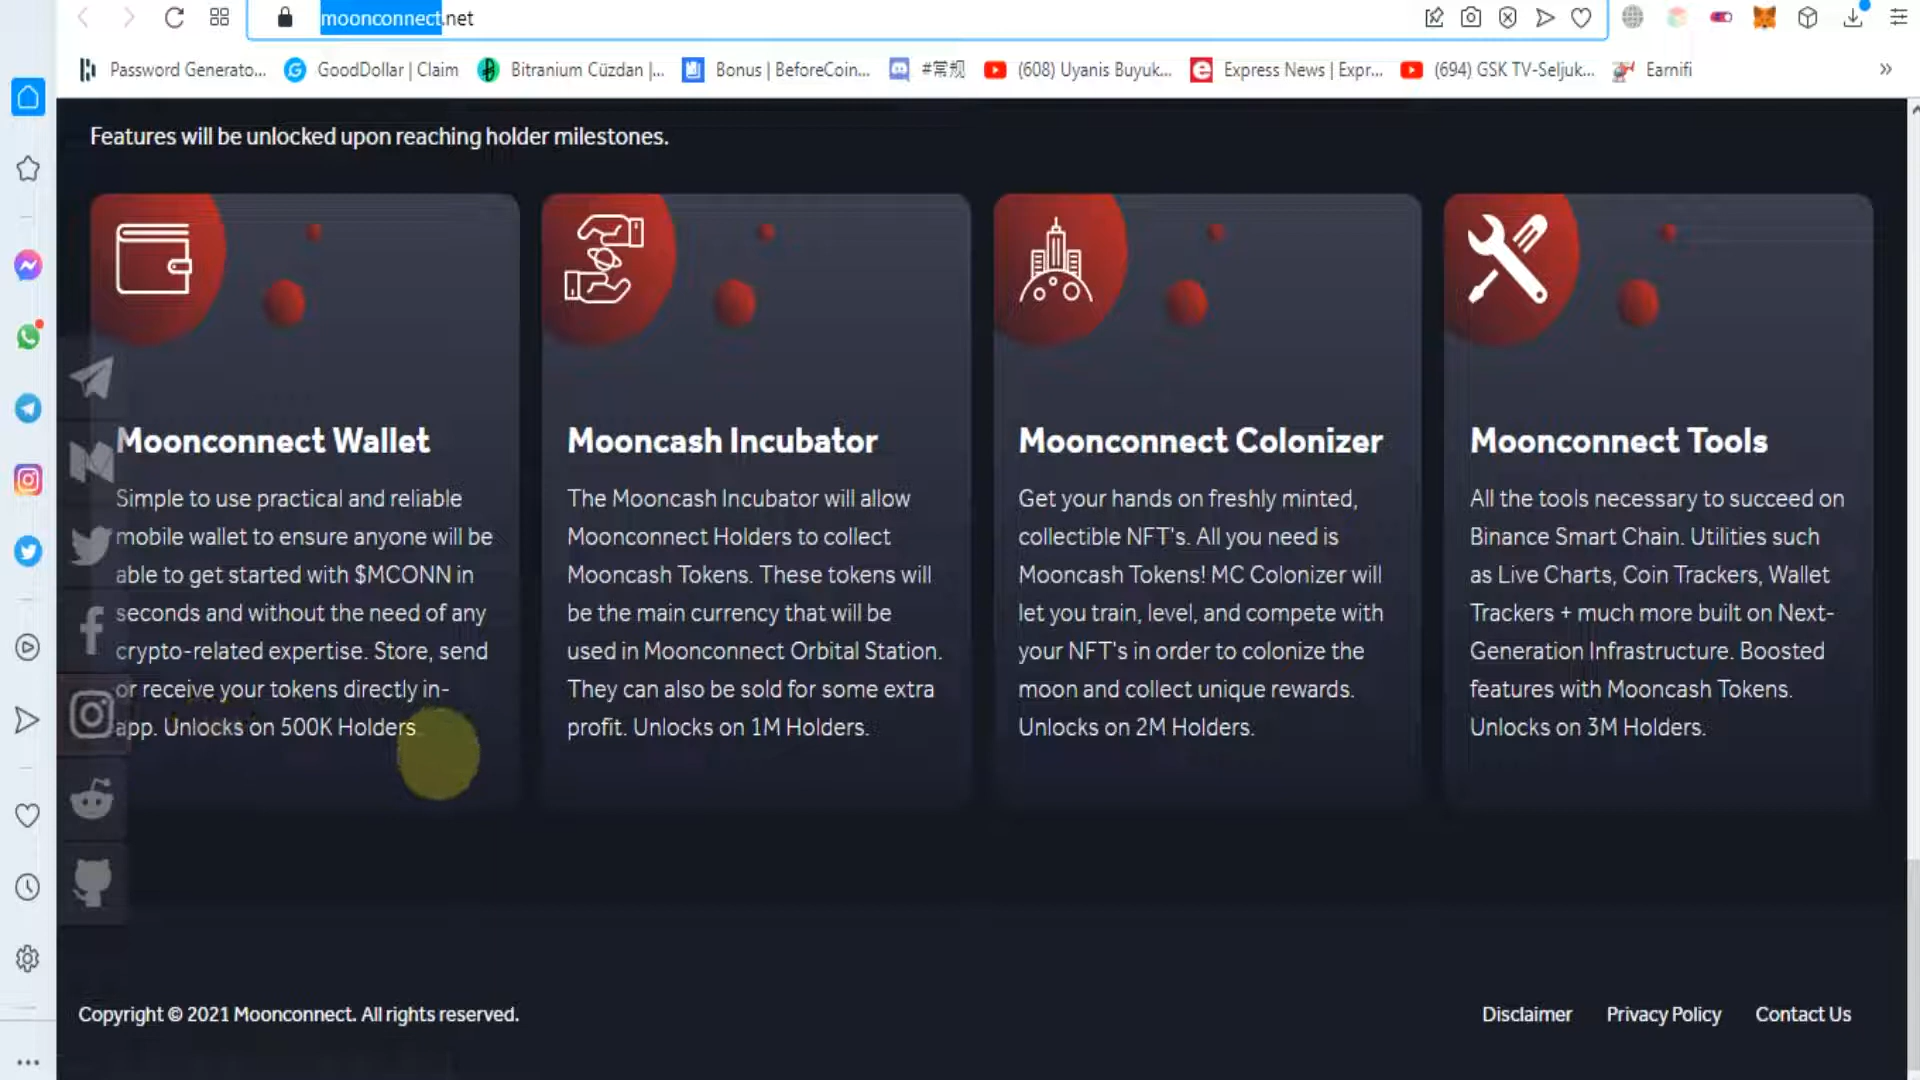 moonconnect.net
Password Generato...
GoodDollar | Claim
Bitranium Cüzdan |...
Bonus | BeforeCoin...
#常规
(608) Uyanis Buyuk...
Express News | Expr...
(694) GSK TV-Seljuk...
Earnifi
Features will be unlocked upon reaching holder milestones.
Moonconnect Wallet
Simple to use practical and reliable
mobile wallet to ensure anyone will be
able to get started with $MCONN in
seconds and without the need of any
crypto-related expertise. Store, send
or receive your tokens directly in-
app. Unlocks on 500K Holders.
Mooncash Incubator
The Mooncash Incubator will allow
Moonconnect Holders to collect
Mooncash Tokens. These tokens will
be the main currency that will be
used in Moonconnect Orbital Station.
They can also be sold for some extra
profit. Unlocks on 1M Holders.
Moonconnect Colonizer
Get your hands on freshly minted,
collectible NFT's. All you need is
Mooncash Tokens! MC Colonizer will
let you train, level, and compete with
your NFT's in order to colonize the
moon and collect unique rewards.
Unlocks on 2M Holders.
Moonconnect Tools
All the tools necessary to succeed on
Binance Smart Chain. Utilities such
as Live Charts, Coin Trackers, Wallet
Trackers + much more built on Next-
Generation Infrastructure. Boosted
features with Mooncash Tokens.
Unlocks on 3M Holders.
Copyright © 2021 Moonconnect. All rights reserved.
Disclaimer
Privacy Policy
Contact Us